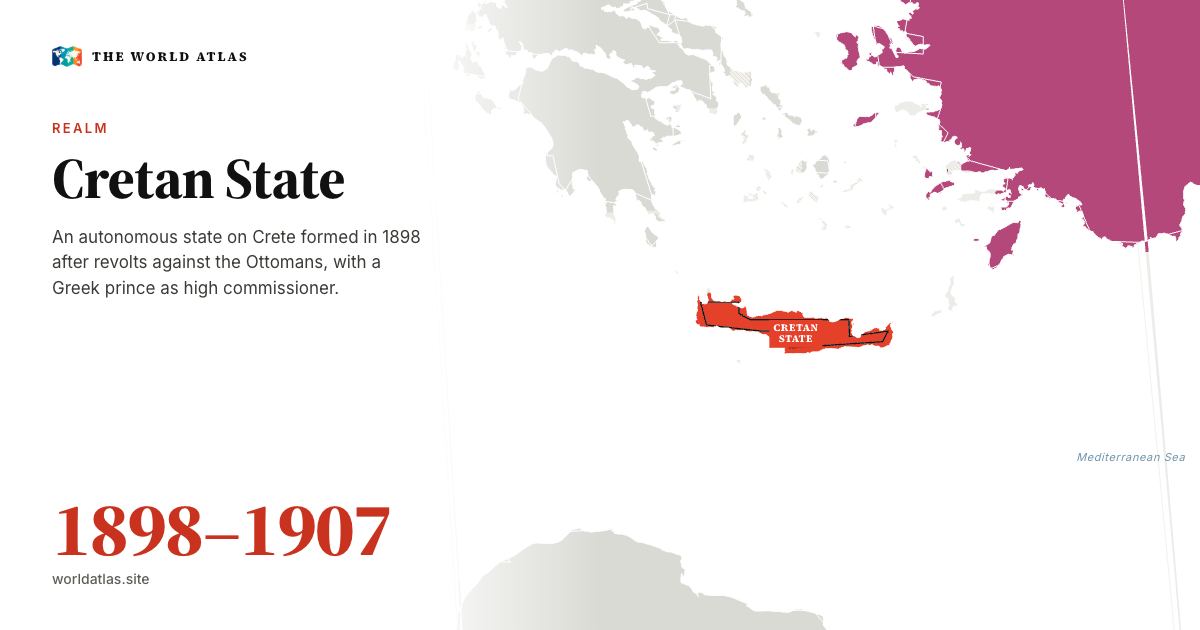 THE WORLD ATLAS
REALM
Cretan State
An autonomous state on Crete formed in 1898
after revolts against the Ottomans, with a
Greek prince as high commissioner.
1898–1907
worldatlas.site
CRETAN
STATE
Mediterranean Sea